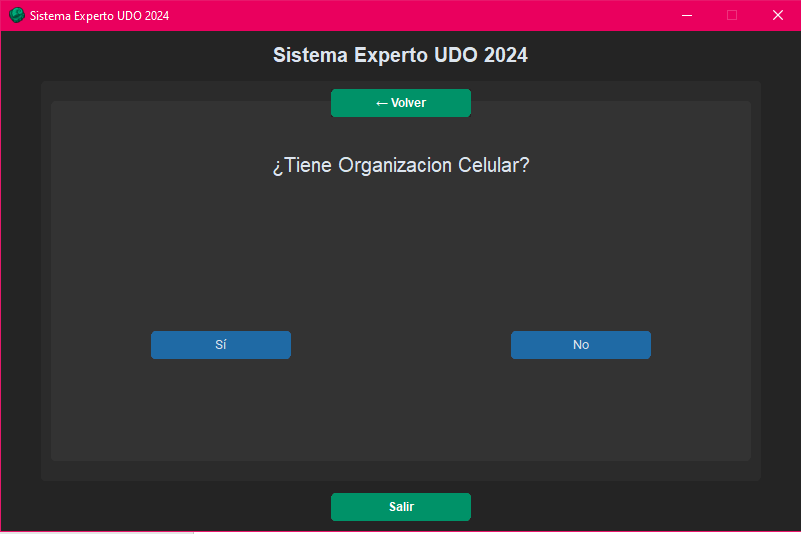 Sistema Experto UDO 2024
Sistema Experto UDO 2024
← Volver
¿Tiene Organizacion Celular?
Sí
No
Salir